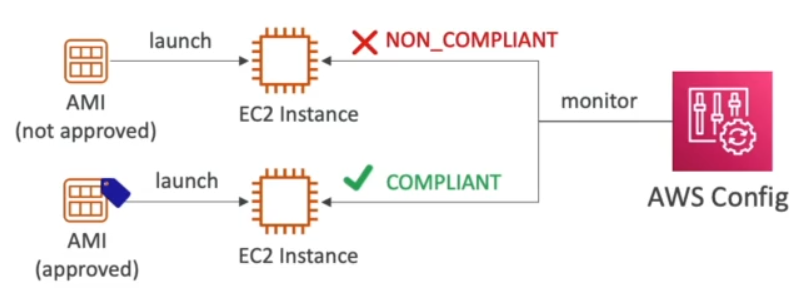 launch
NON_COMPLIANT
AMI
(not approved)
EC2 Instance
monitor
AWS Config
launch
COMPLIANT
AMI
(approved)
EC2 Instance